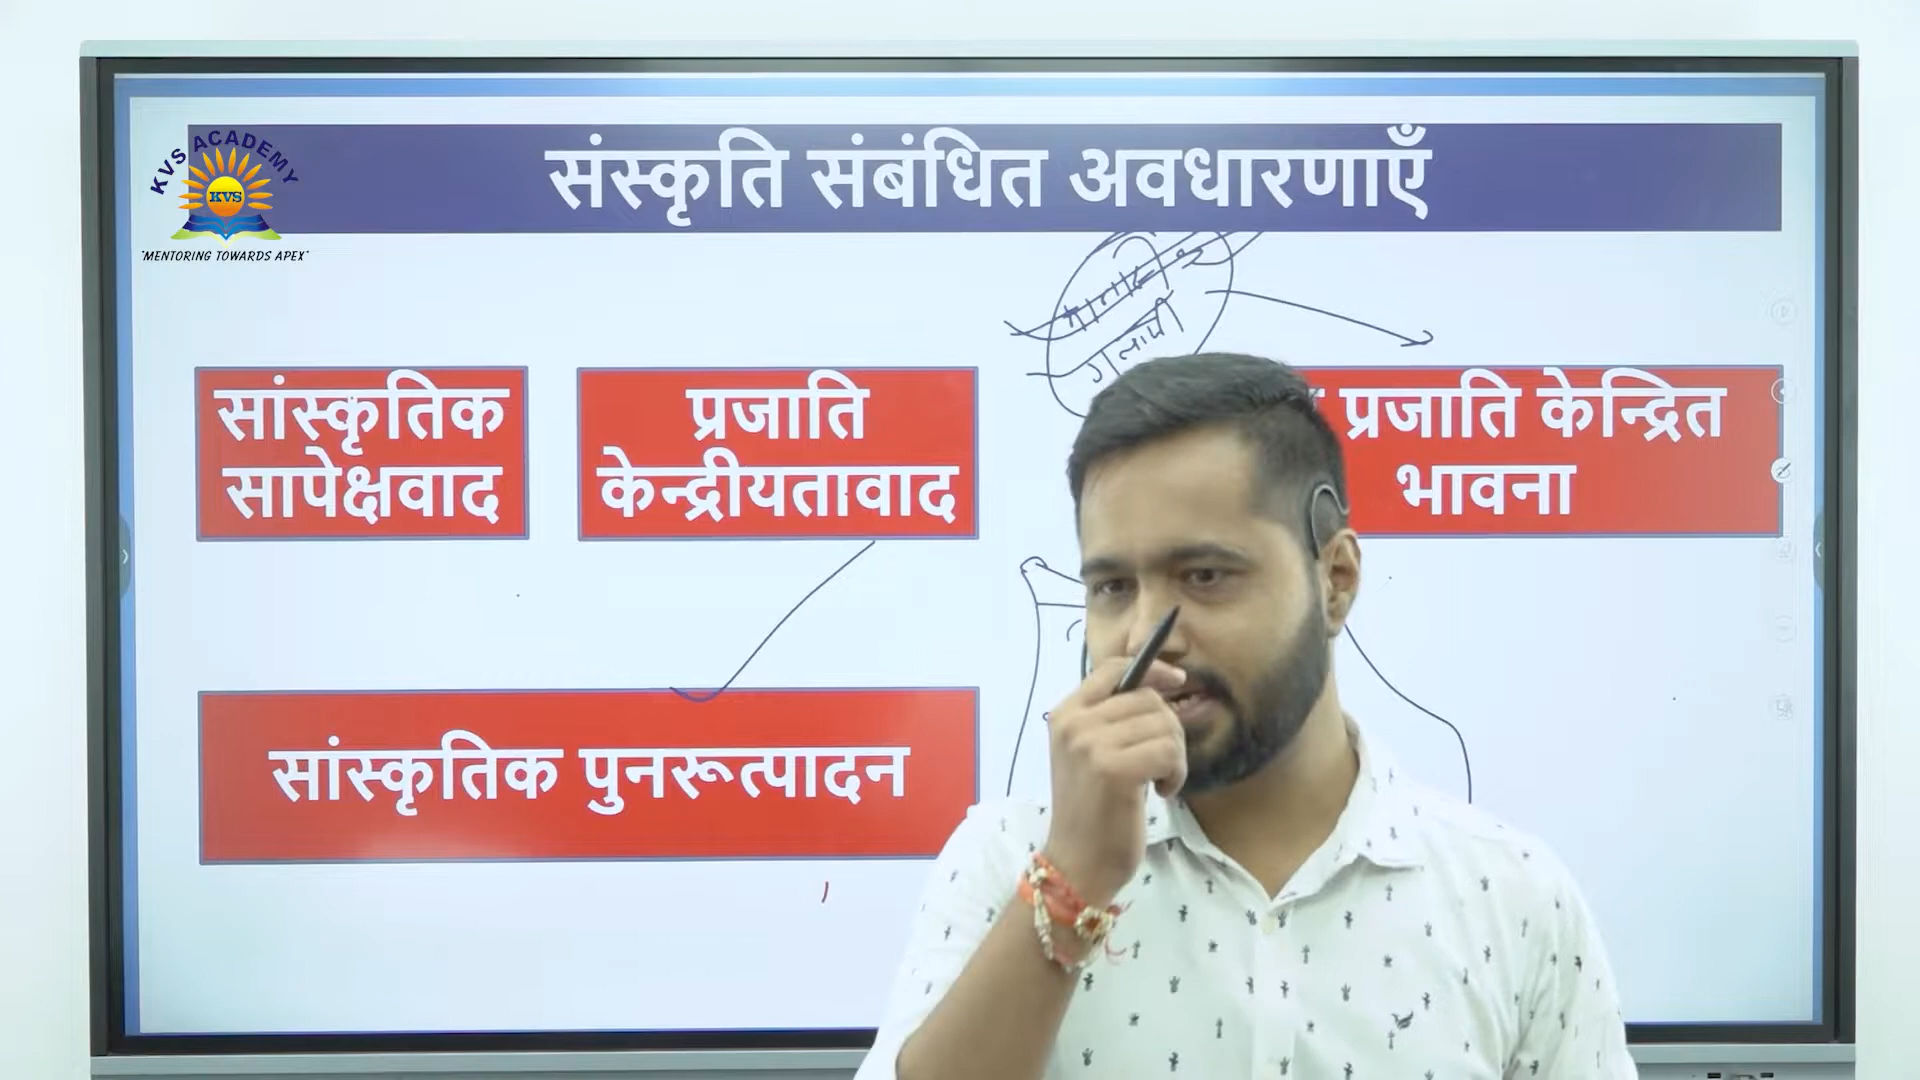 KVS ACADEMY
KVS
"MENTORING TOWARDS APEX"
संस्कृति संबंधित अवधारणाएँ
सांस्कृतिक
सापेक्षवाद
प्रजाति
केन्द्रीयतावाद
प्रजाति केन्द्रित
भावना
सांस्कृतिक पुनरूत्पादन